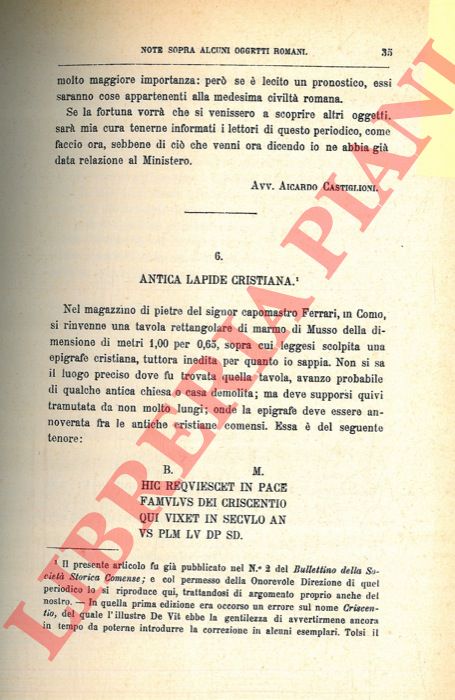 NOTE SOPRA ALCUNI OGGETTI ROMANI. 35
molto maggiore importanza: però se è lecito un pronostico, essi
saranno cose appartenenti alla medesima civiltà romana.
Se la fortuna vorrà che si venissero a scoprire altri oggetti,
sarà mia cura tenerne informati i lettori di questo periodico, come
faccio ora, sebbene di ciò che venni ora dicendo io ne abbia già
data relazione al Ministero.
Avv. Aicardo Castiglioni.
6.
ANTICA LAPIDE CRISTIANA.¹
Nel magazzino di pietre del signor capomastro Ferrari, in Como,
si rinvenne una tavola rettangolare di marmo di Musso della di-
mensione di metri 1,00 per 0,65, sopra cui leggesi scolpita una
epigrafe cristiana, tuttora inedita per quanto io sappia. Non si sa
il luogo preciso dove fu trovata quella tavola, avanzo probabile
di qualche antica chiesa o casa demolita; ma deve supporsi quivi
tramutata da non molto lungi; onde la epigrafe deve essere an-
noverata fra le antiche cristiane comensi. Essa è del seguente
tenore:
B. M.
HIC REQVIESCET IN PACE
FAMVLVS DEI CRISCENTIO
QUI VIXET IN SECVLO AN
VS PLM LV DP SD.
¹ Il presente articolo fu già pubblicato nel N.° 2 del Bullettino della So-
cietà Storica Comense; e col permesso della Onorevole Direzione di quel
periodico lo si riproduce qui, trattandosi di argomento proprio anche del
nostro. — In quella prima edizione era occorso un errore sul nome Criscen-
tio, del quale l'illustre De Vit ebbe la gentilezza di avvertirmene ancora
in tempo da poterne introdurre la correzione in alcuni esemplari. Tolsi il
LIBRERIA PIANI